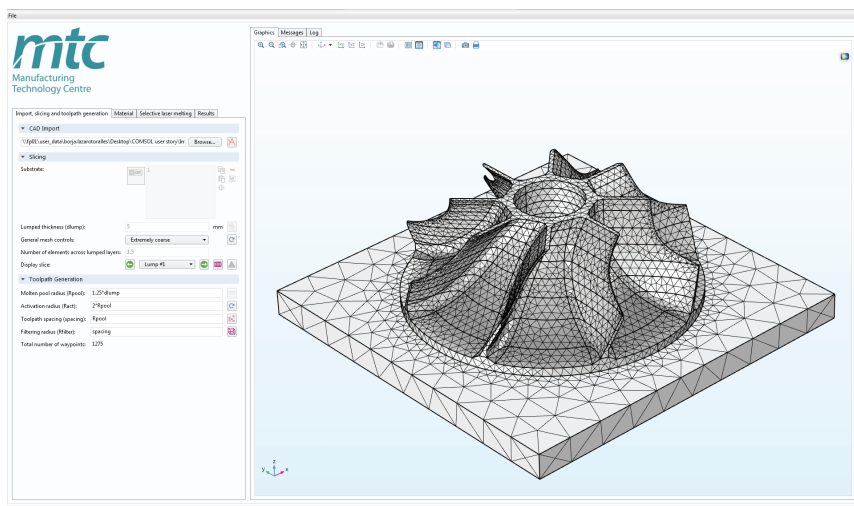 File
mtc
Manufacturing
Technology Centre
Import, slicing and toolpath generation Material Selective laser melting Results
CAD Import
Browse...
Slicing
Substrate:
1
Lumped thickness (dlump): 5 mm
General mesh controls: Extremely coarse
Number of elements across lumped layers: 1.5
Display slice: Lump #1
Toolpath Generation
Molten pool radius (Rpool): 1.25*dlump
Activation radius (Ract): 2*Rpool
Toolpath spacing (spacing): Rpool
Filtering radius (Rfilter): spacing
Total number of waypoints: 1275
Graphics Messages Log
z
y x